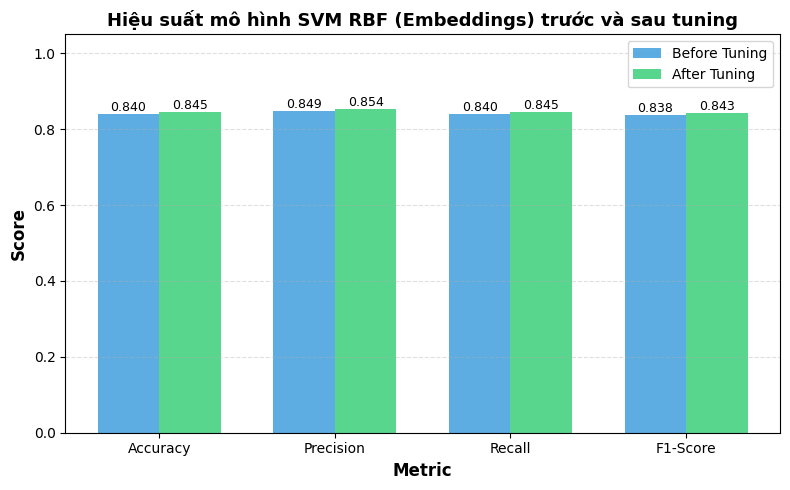 Hiệu suất mô hình SVM RBF (Embeddings) trước và sau tuning
Before Tuning
After Tuning
1.0
0.8
0.6
0.4
0.2
0.0
Score
0.840 0.845 0.849 0.854 0.840 0.845 0.838 0.843
Accuracy Precision Recall F1-Score
Metric